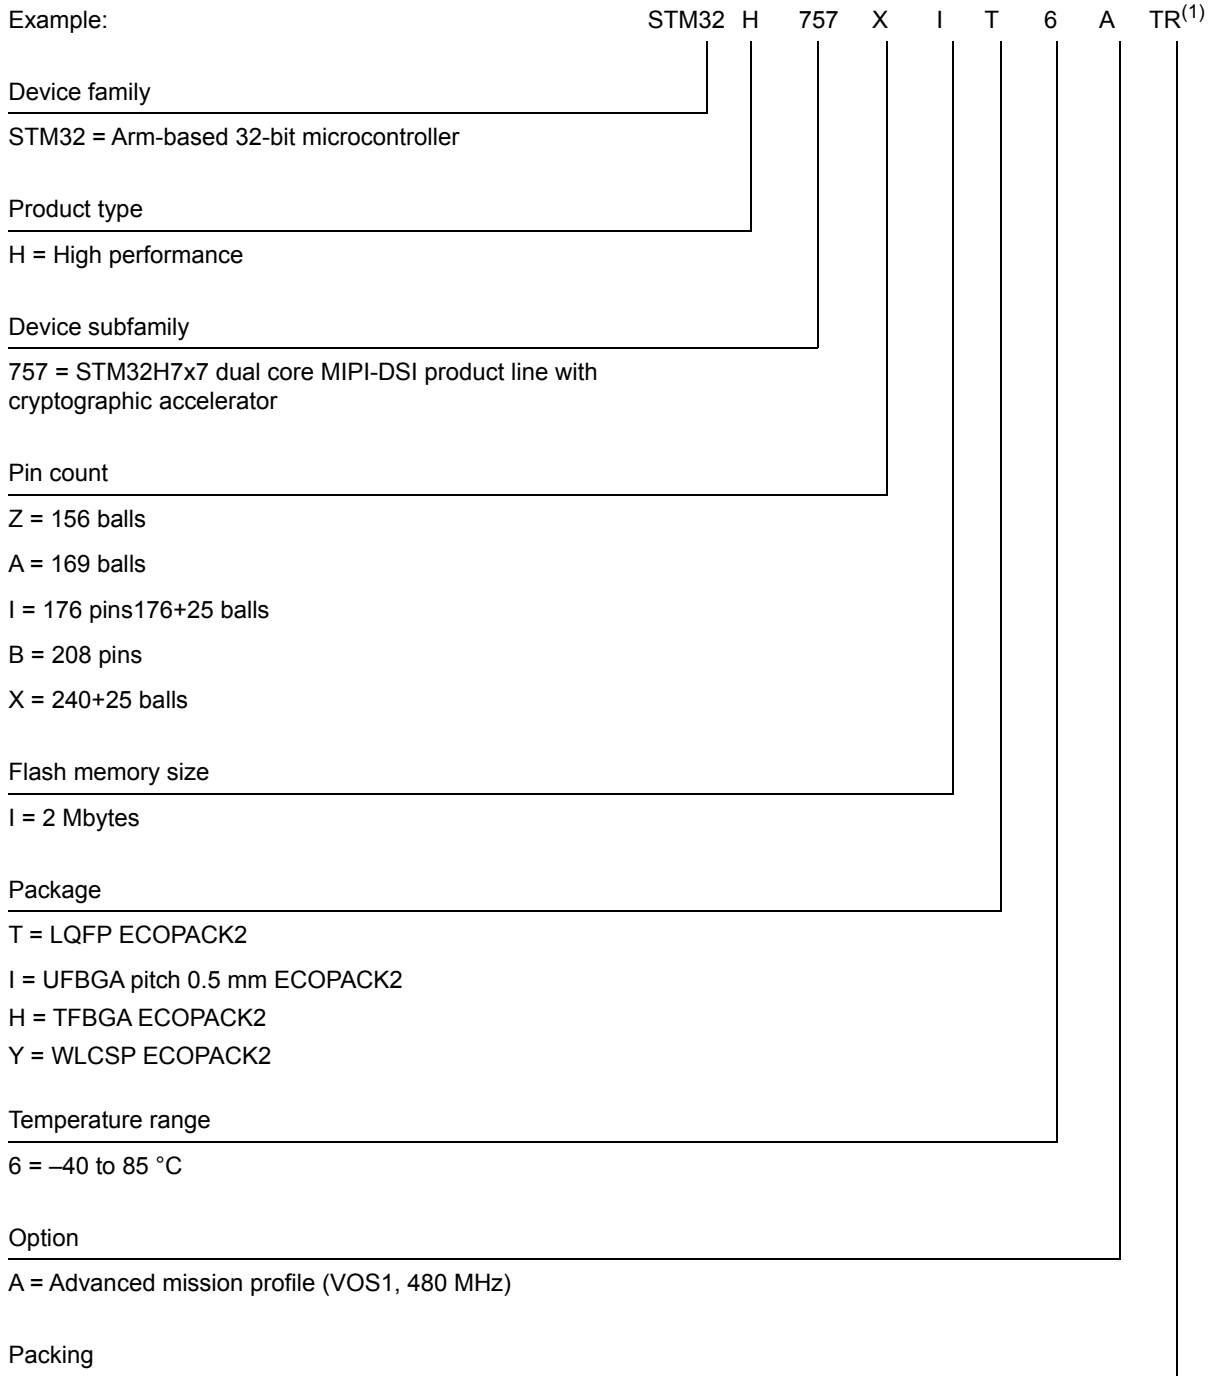 Example: STM32 H 757 X I T 6 A TR(1)
Device family
STM32 = Arm-based 32-bit microcontroller
Product type
H = High performance
Device subfamily
757 = STM32H7x7 dual core MIPI-DSI product line with
cryptographic accelerator
Pin count
Z = 156 balls
A = 169 balls
I = 176 pins176+25 balls
B = 208 pins
X = 240+25 balls
Flash memory size
I = 2 Mbytes
Package
T = LQFP ECOPACK2
I = UFBGA pitch 0.5 mm ECOPACK2
H = TFBGA ECOPACK2
Y = WLCSP ECOPACK2
Temperature range
6 = –40 to 85 °C
Option
A = Advanced mission profile (VOS1, 480 MHz)
Packing